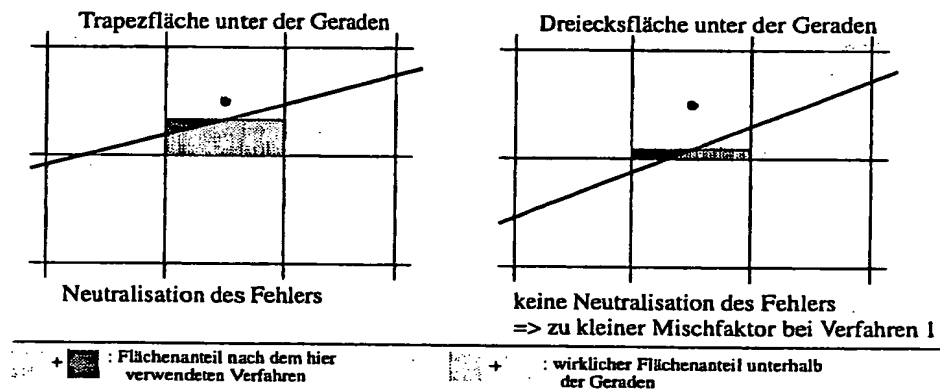 Trapezfläche unter der Geraden
Dreiecksfläche unter der Geraden
Neutralisation des Fehlers
keine Neutralisation des Fehlers
=> zu kleiner Mischfaktor bei Verfahren 1
+ : Flächenanteil nach dem hier
verwendeten Verfahren
+ : wirklicher Flächenanteil unterhalb
der Geraden